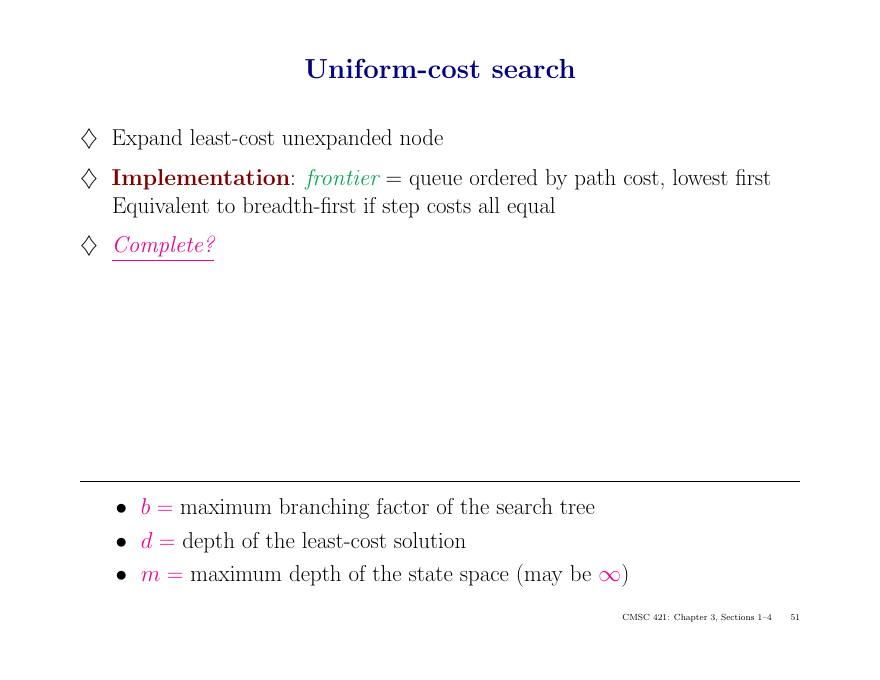 Uniform-cost search
♢ Expand least-cost unexpanded node
♢ Implementation: frontier = queue ordered by path cost, lowest first
Equivalent to breadth-first if step costs all equal
♢ Complete?
• b = maximum branching factor of the search tree
• d = depth of the least-cost solution
• m = maximum depth of the state space (may be ∞)
CMSC 421: Chapter 3, Sections 1–4 51